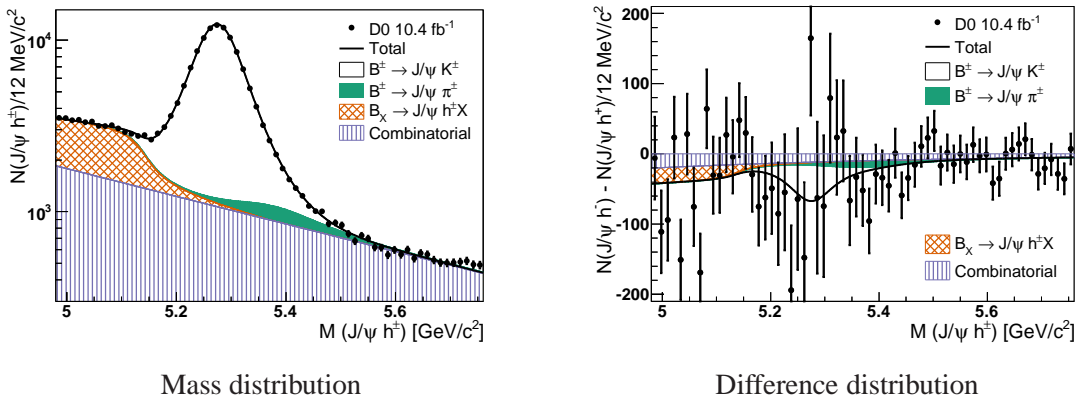 N(J/ψ h±)/12 MeV/c²
10⁴
10³
D0 10.4 fb⁻¹
Total
B± → J/ψ K±
B± → J/ψ π±
Bₓ → J/ψ h±X
Combinatorial
5 5.2 5.4 5.6
M (J/ψ h±) [GeV/c²]
Mass distribution
N(J/ψ h⁻) - N(J/ψ h⁺)/12 MeV/c²
200
100
0
-100
-200
D0 10.4 fb⁻¹
Total
B± → J/ψ K±
B± → J/ψ π±
Bₓ → J/ψ h±X
Combinatorial
5 5.2 5.4 5.6
M (J/ψ h±) [GeV/c²]
Difference distribution